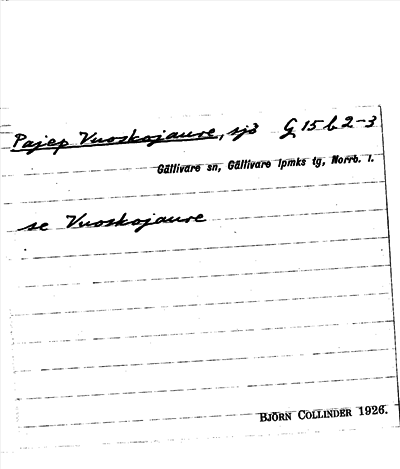 Pajep Vuoskojaure, sjö G 15 b 2-3
Gällivare sn, Gällivare lpmks tg, Norrb. l.
se Vuoskojaure
BJÖRN COLLINDER 1926.